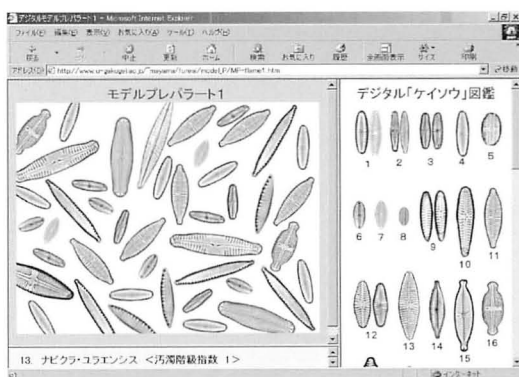 デジタルモデルプレパラート1 - Microsoft Internet Explorer
ファイル(F) 編集(E) 表示(V) お気に入り(A) ツール(T) ヘルプ(H)
戻る 中止 更新 ホーム 検索 お気に入り 履歴 全画面表示 サイズ 印刷
アドレス(D)
移動
モデルプレパラート1
13. ナビクラ・ユラエンシス <汚濁階級指数 1>
デジタル「ケイソウ」図鑑
1 2 3 4 5
6 7 8 9 10 11
12 13 14 15 16
インターネット